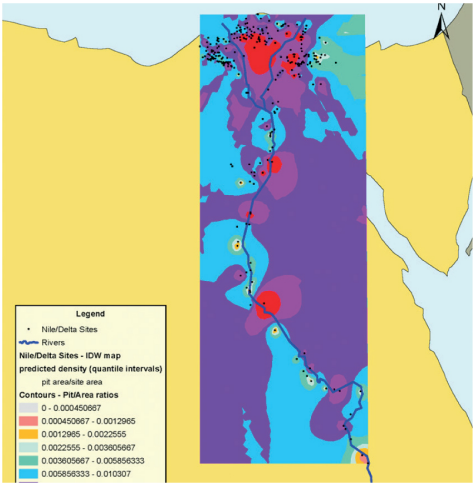 N
Legend
Nile/Delta Sites
Rivers
Nile/Delta Sites - IDW map
predicted density (quantile intervals)
pit area/site area
Contours - Pit/Area ratios
0 - 0.000450667
0.000450667 - 0.0012965
0.0012965 - 0.0022555
0.0022555 - 0.003605667
0.003605667 - 0.005856333
0.005856333 - 0.010307